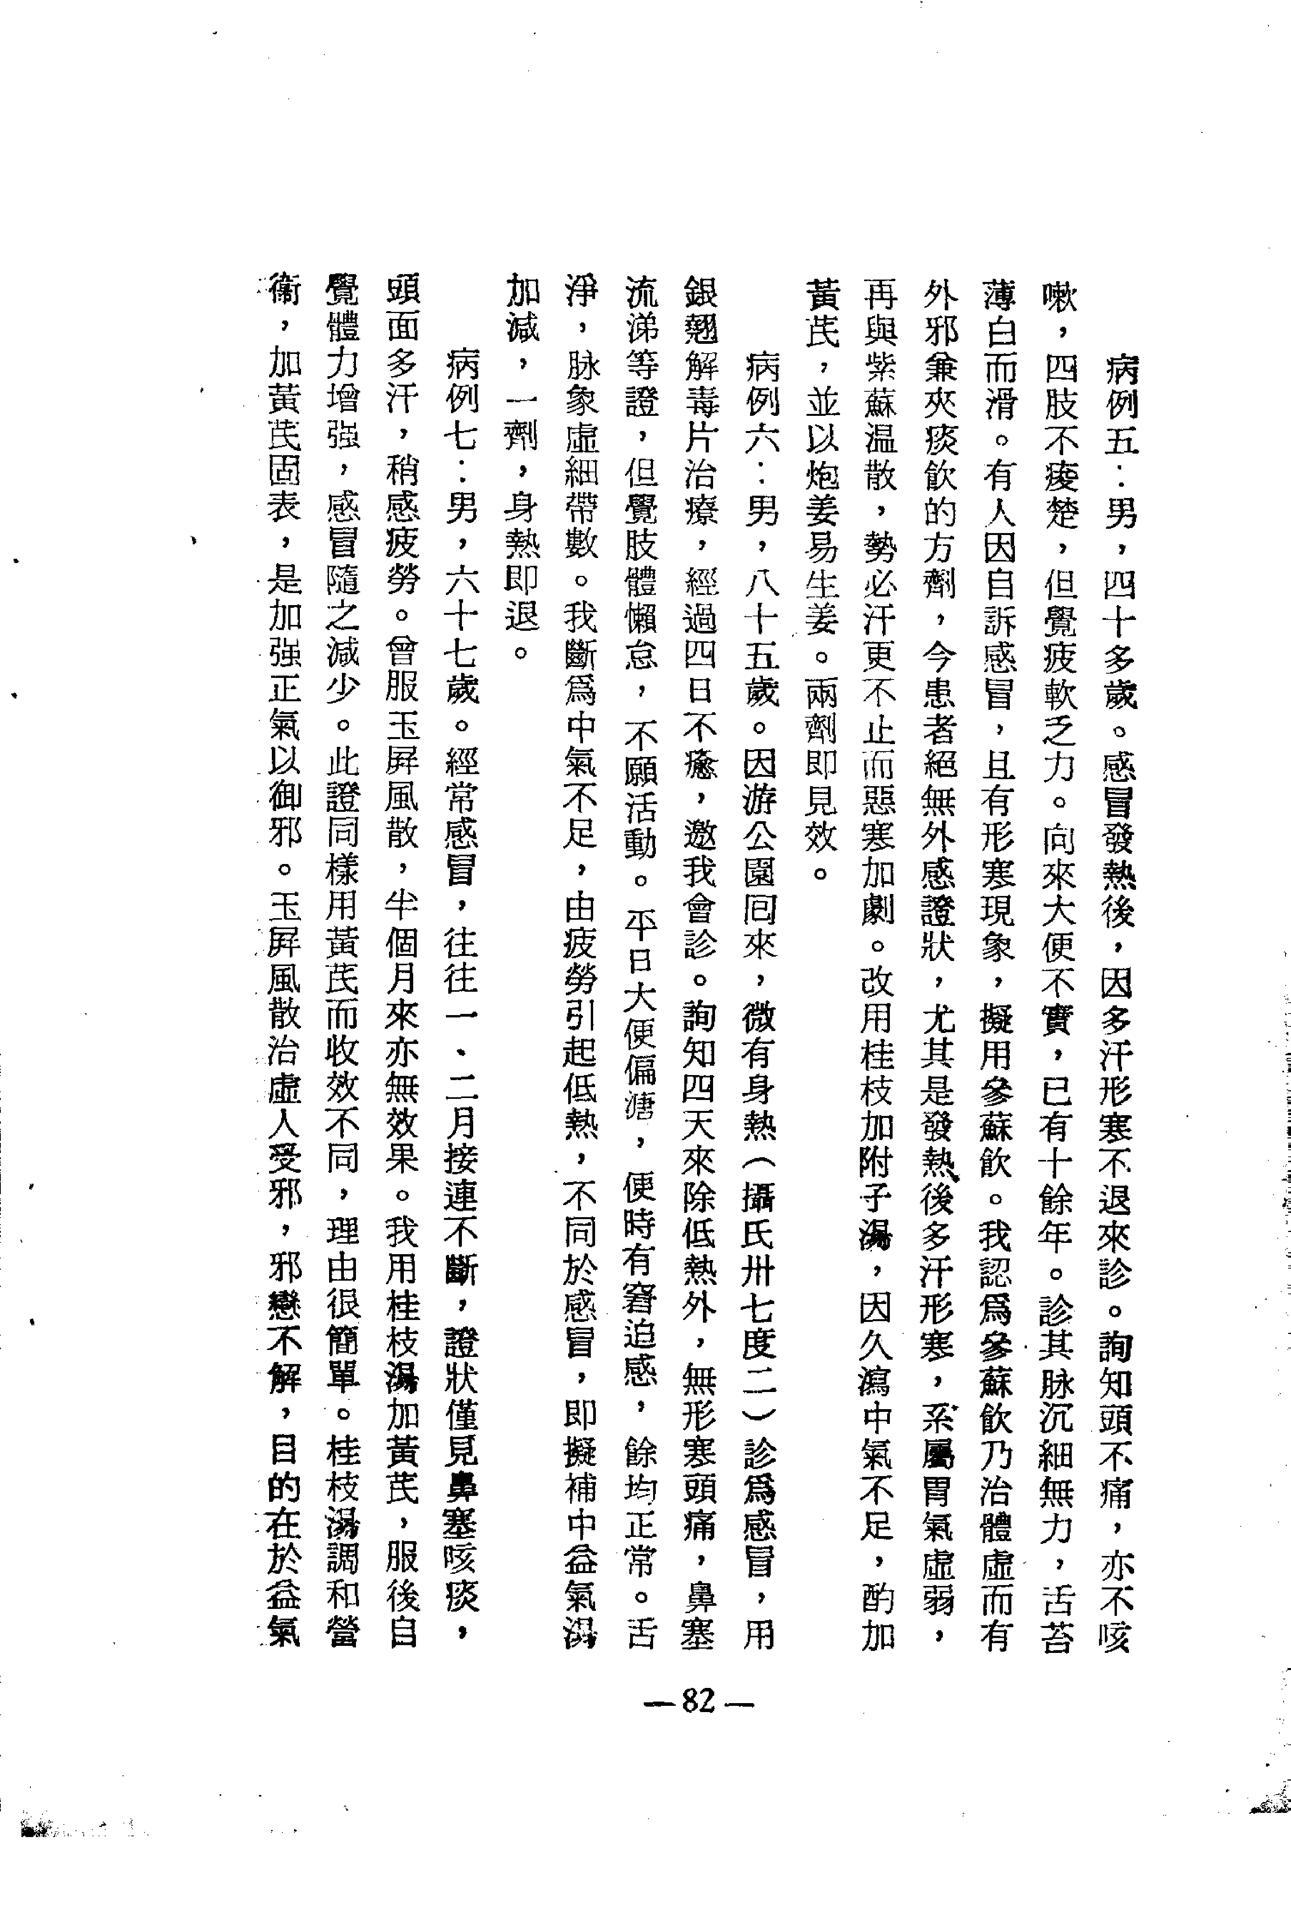 病例五：男，四十多歲。感冒發熱後，因多汗形寒不退來診。詢知頭不痛，亦不咳
嗽，四肢不痠楚，但覺疲軟乏力。向來大便不實，已有十餘年。診其脉沉細無力，舌苔
薄白而滑。有人因自訴感冒，且有形寒現象，擬用參蘇飲。我認爲參蘇飲乃治體虛而有
外邪兼夾痰飲的方劑，今患者絕無外感證狀，尤其是發熱後多汗形寒，系屬胃氣虛弱，
再與紫蘇温散，勢必汗更不止而惡寒加劇。改用桂枝加附子湯，因久瀉中氣不足，酌加
黃芪，並以炮姜易生姜。兩劑即見效。
病例六：男，八十五歲。因游公園回來，微有身熱（攝氏卅七度二）診爲感冒，用
銀翹解毒片治療，經過四日不癒，邀我會診。詢知四天來除低熱外，無形寒頭痛，鼻塞
流涕等證，但覺肢體懶怠，不願活動。平日大便偏溏，便時有窘迫感，餘均正常。舌
淨，脉象虛細帶數。我斷爲中氣不足，由疲勞引起低熱，不同於感冒，即擬補中益氣湯
加減，一劑，身熱即退。
病例七：男，六十七歲。經常感冒，往往一、二月接連不斷，證狀僅見鼻塞咳痰，
頭面多汗，稍感疲勞。曾服玉屏風散，半個月來亦無效果。我用桂枝湯加黃芪，服後自
覺體力增强，感冒隨之減少。此證同樣用黃芪而收效不同，理由很簡單。桂枝湯調和營
衛，加黃芪固表，是加强正氣以御邪。玉屏風散治虛人受邪，邪戀不解，目的在於益氣
—82—